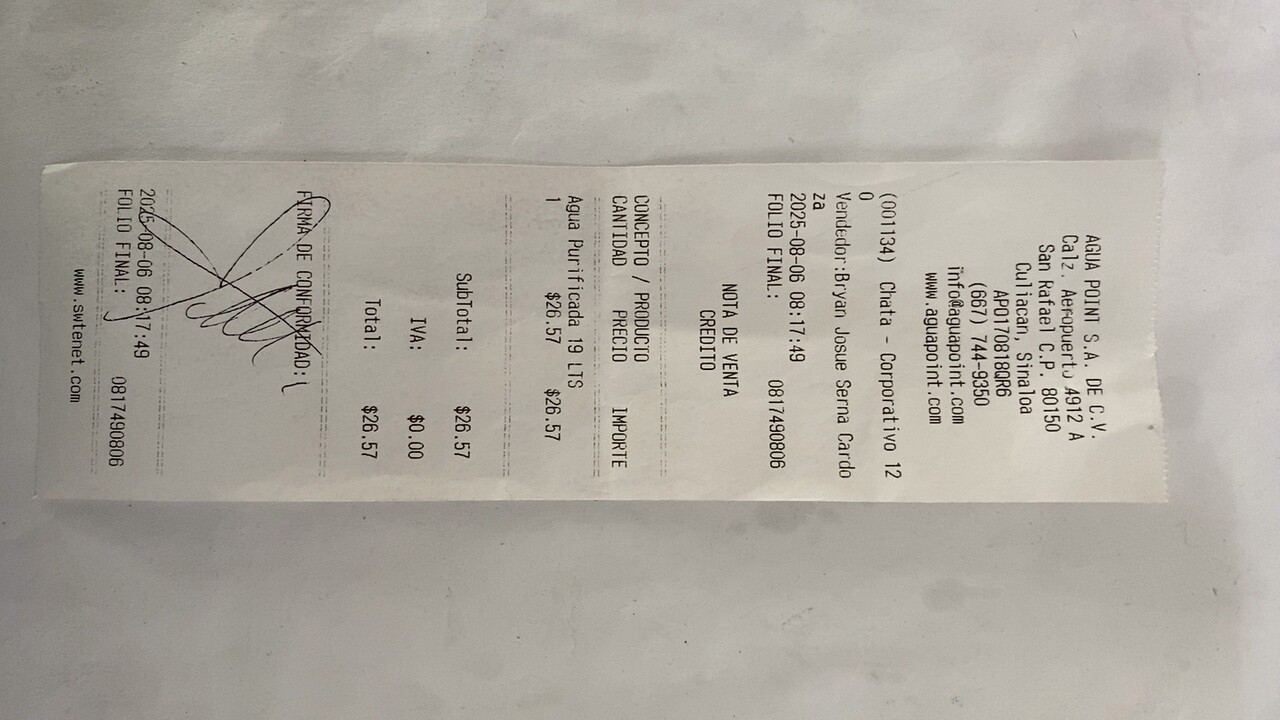 AGUA POINT S.A. DE C.V.
Calz. Aeropuerto 4912 A
San Rafael C.P. 80150
Culiacan, Sinaloa
APO170818QR6
(667) 744-9350
info@aguapoint.com
www.aguapoint.com
(001134) Chata - Corporativo 12
0
Vendedor:Bryan Josue Serna Cardo
za
2025-08-06 08:17:49
FOLIO FINAL: 0817490806
NOTA DE VENTA
CREDITO
CONCEPTO / PRODUCTO
CANTIDAD PRECIO IMPORTE
Agua Purificada 19 LTS
1 $26.57 $26.57
SubTotal: $26.57
IVA: $0.00
Total: $26.57
FIRMA DE CONFORMIDAD:
2025-08-06 08:17:49
FOLIO FINAL: 0817490806
www.swtenet.com